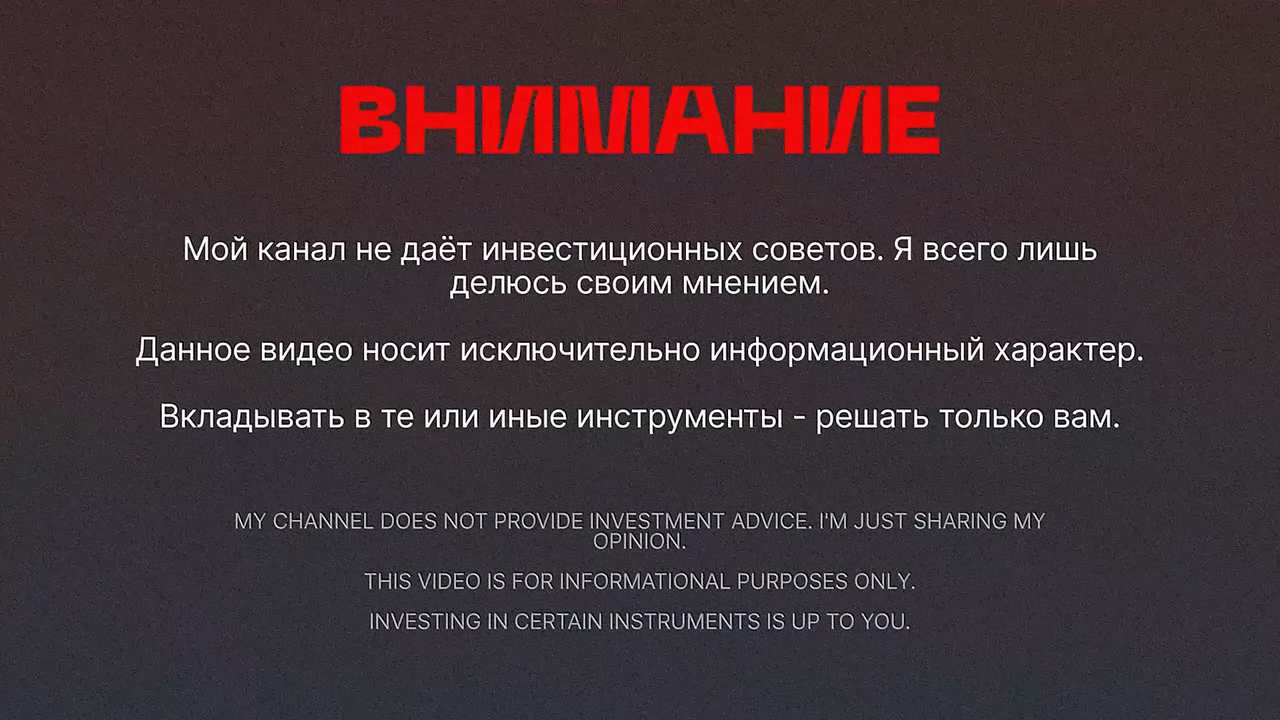 ВНИМАНИЕ
Мой канал не даёт инвестиционных советов. Я всего лишь
делюсь своим мнением.
Данное видео носит исключительно информационный характер.
Вкладывать в те или иные инструменты - решать только вам.
MY CHANNEL DOES NOT PROVIDE INVESTMENT ADVICE. I'M JUST SHARING MY
OPINION.
THIS VIDEO IS FOR INFORMATIONAL PURPOSES ONLY.
INVESTING IN CERTAIN INSTRUMENTS IS UP TO YOU.